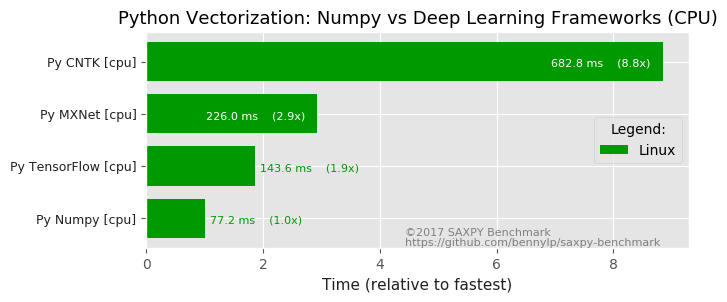 Python Vectorization: Numpy vs Deep Learning Frameworks (CPU)
Py CNTK [cpu]
682.8 ms (8.8x)
Py MXNet [cpu]
226.0 ms (2.9x)
Legend:
Linux
Py TensorFlow [cpu]
143.6 ms (1.9x)
Py Numpy [cpu]
77.2 ms (1.0x)
©2017 SAXPY Benchmark
https://github.com/bennylp/saxpy-benchmark
0 2 4 6 8
Time (relative to fastest)